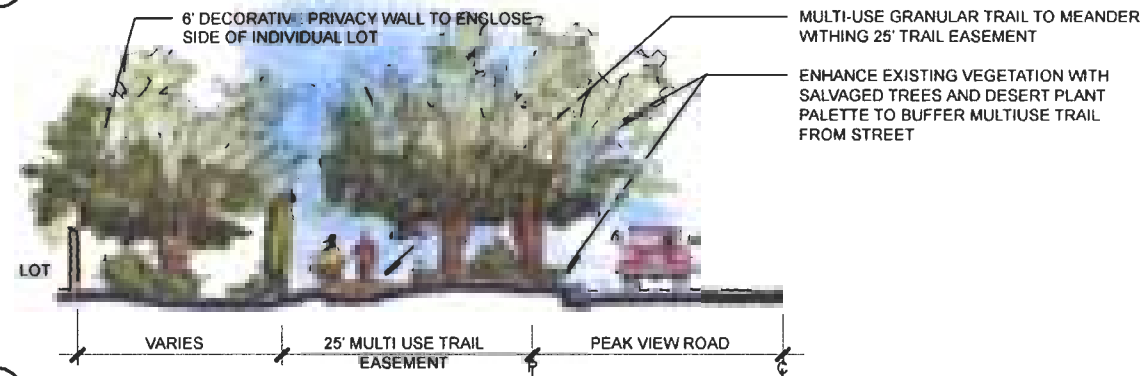 6' DECORATIVE PRIVACY WALL TO ENCLOSE
SIDE OF INDIVIDUAL LOT
MULTI-USE GRANULAR TRAIL TO MEANDER
WITHING 25' TRAIL EASEMENT
ENHANCE EXISTING VEGETATION WITH
SALVAGED TREES AND DESERT PLANT
PALETTE TO BUFFER MULTIUSE TRAIL
FROM STREET
LOT
VARIES
25' MULTI USE TRAIL
EASEMENT
PEAK VIEW ROAD